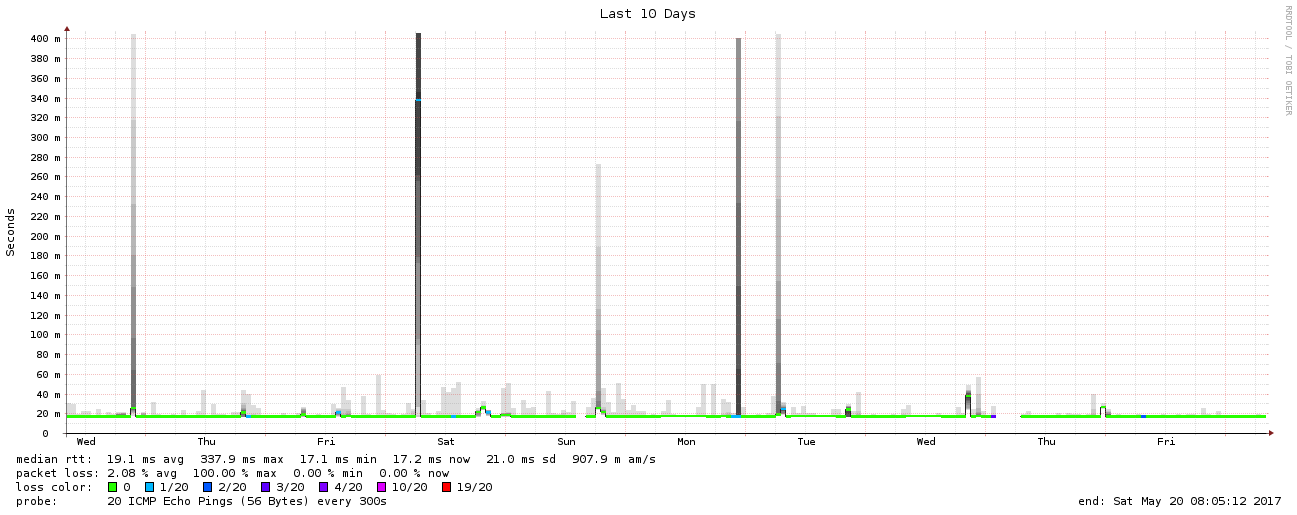 Last 10 Days
RRDTOOL / TOBI OETIKER
Seconds
400 m
380 m
360 m
340 m
320 m
300 m
280 m
260 m
240 m
220 m
200 m
180 m
160 m
140 m
120 m
100 m
80 m
60 m
40 m
20 m
0
Wed Thu Fri Sat Sun Mon Tue Wed Thu Fri
median rtt: 19.1 ms avg 337.9 ms max 17.1 ms min 17.2 ms now 21.0 ms sd 907.9 m am/s
packet loss: 2.08 % avg 100.00 % max 0.00 % min 0.00 % now
loss color: 0 1/20 2/20 3/20 4/20 10/20 19/20
probe: 20 ICMP Echo Pings (56 Bytes) every 300s end: Sat May 20 08:05:12 2017